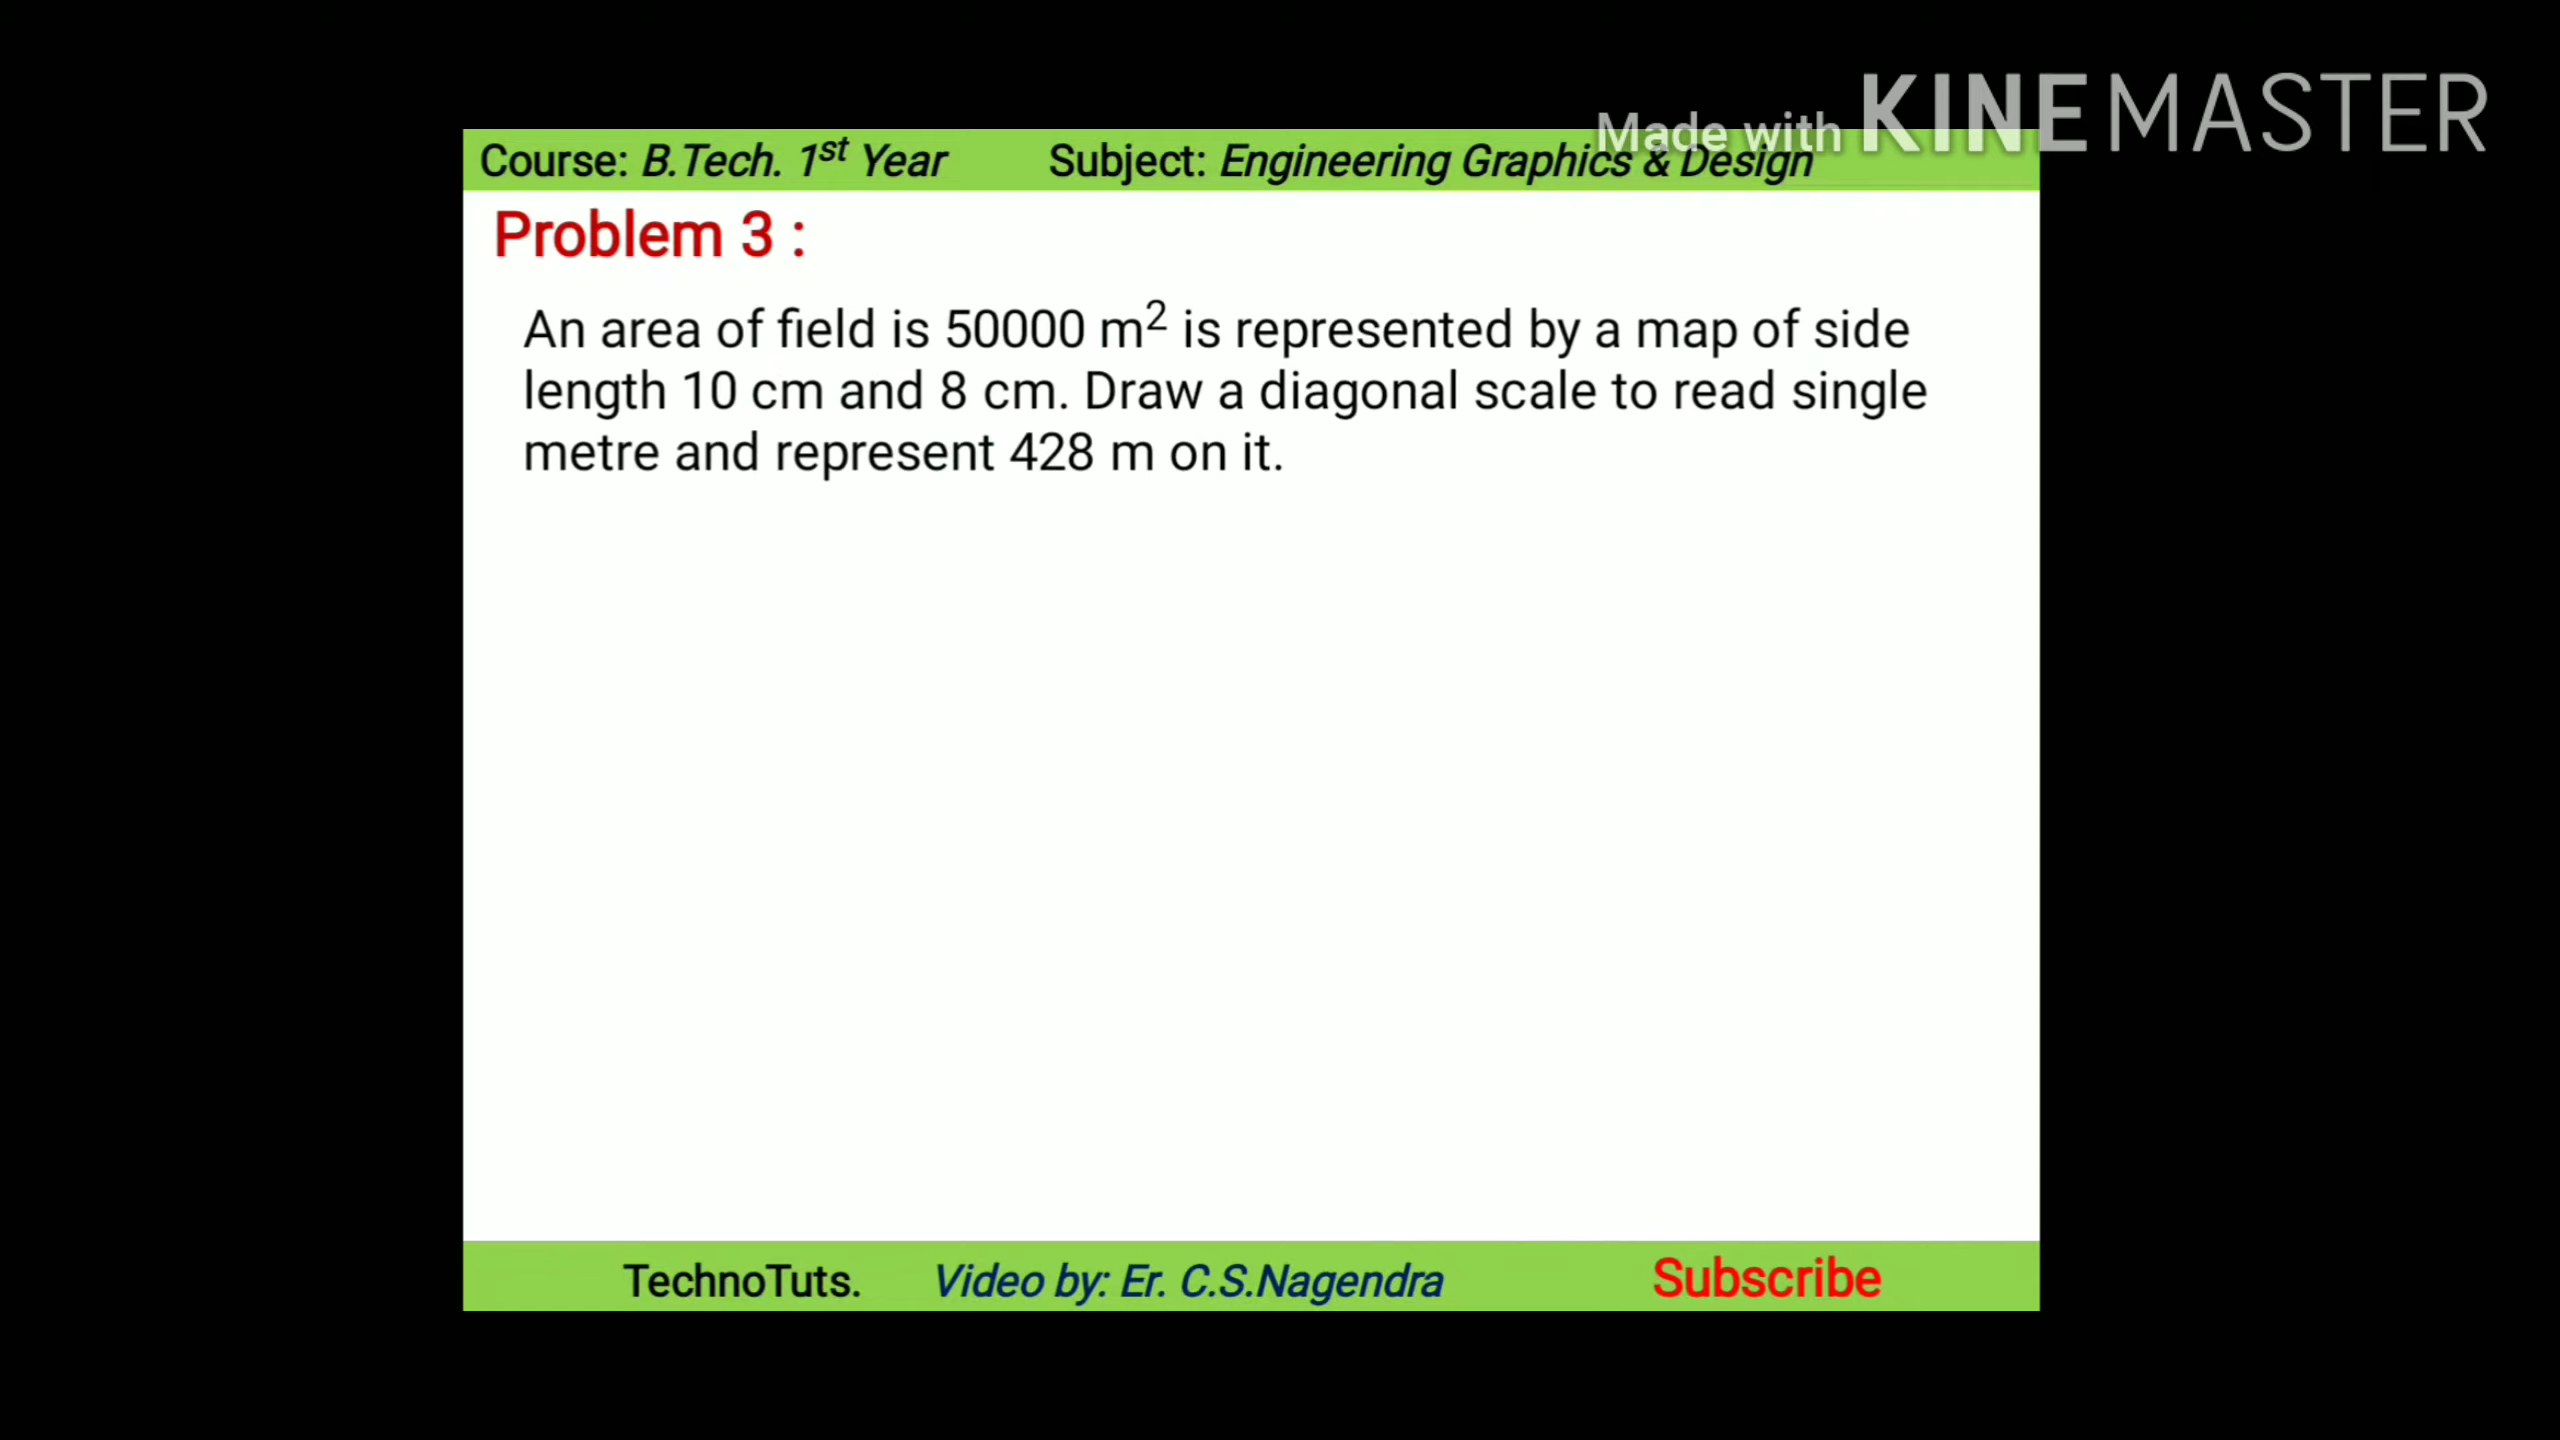 Made with KINEMASTER
Course: B.Tech. 1st Year Subject: Engineering Graphics & Design
Problem 3 :
An area of field is 50000 m² is represented by a map of side
length 10 cm and 8 cm. Draw a diagonal scale to read single
metre and represent 428 m on it.
TechnoTuts. Video by: Er. C.S.Nagendra Subscribe